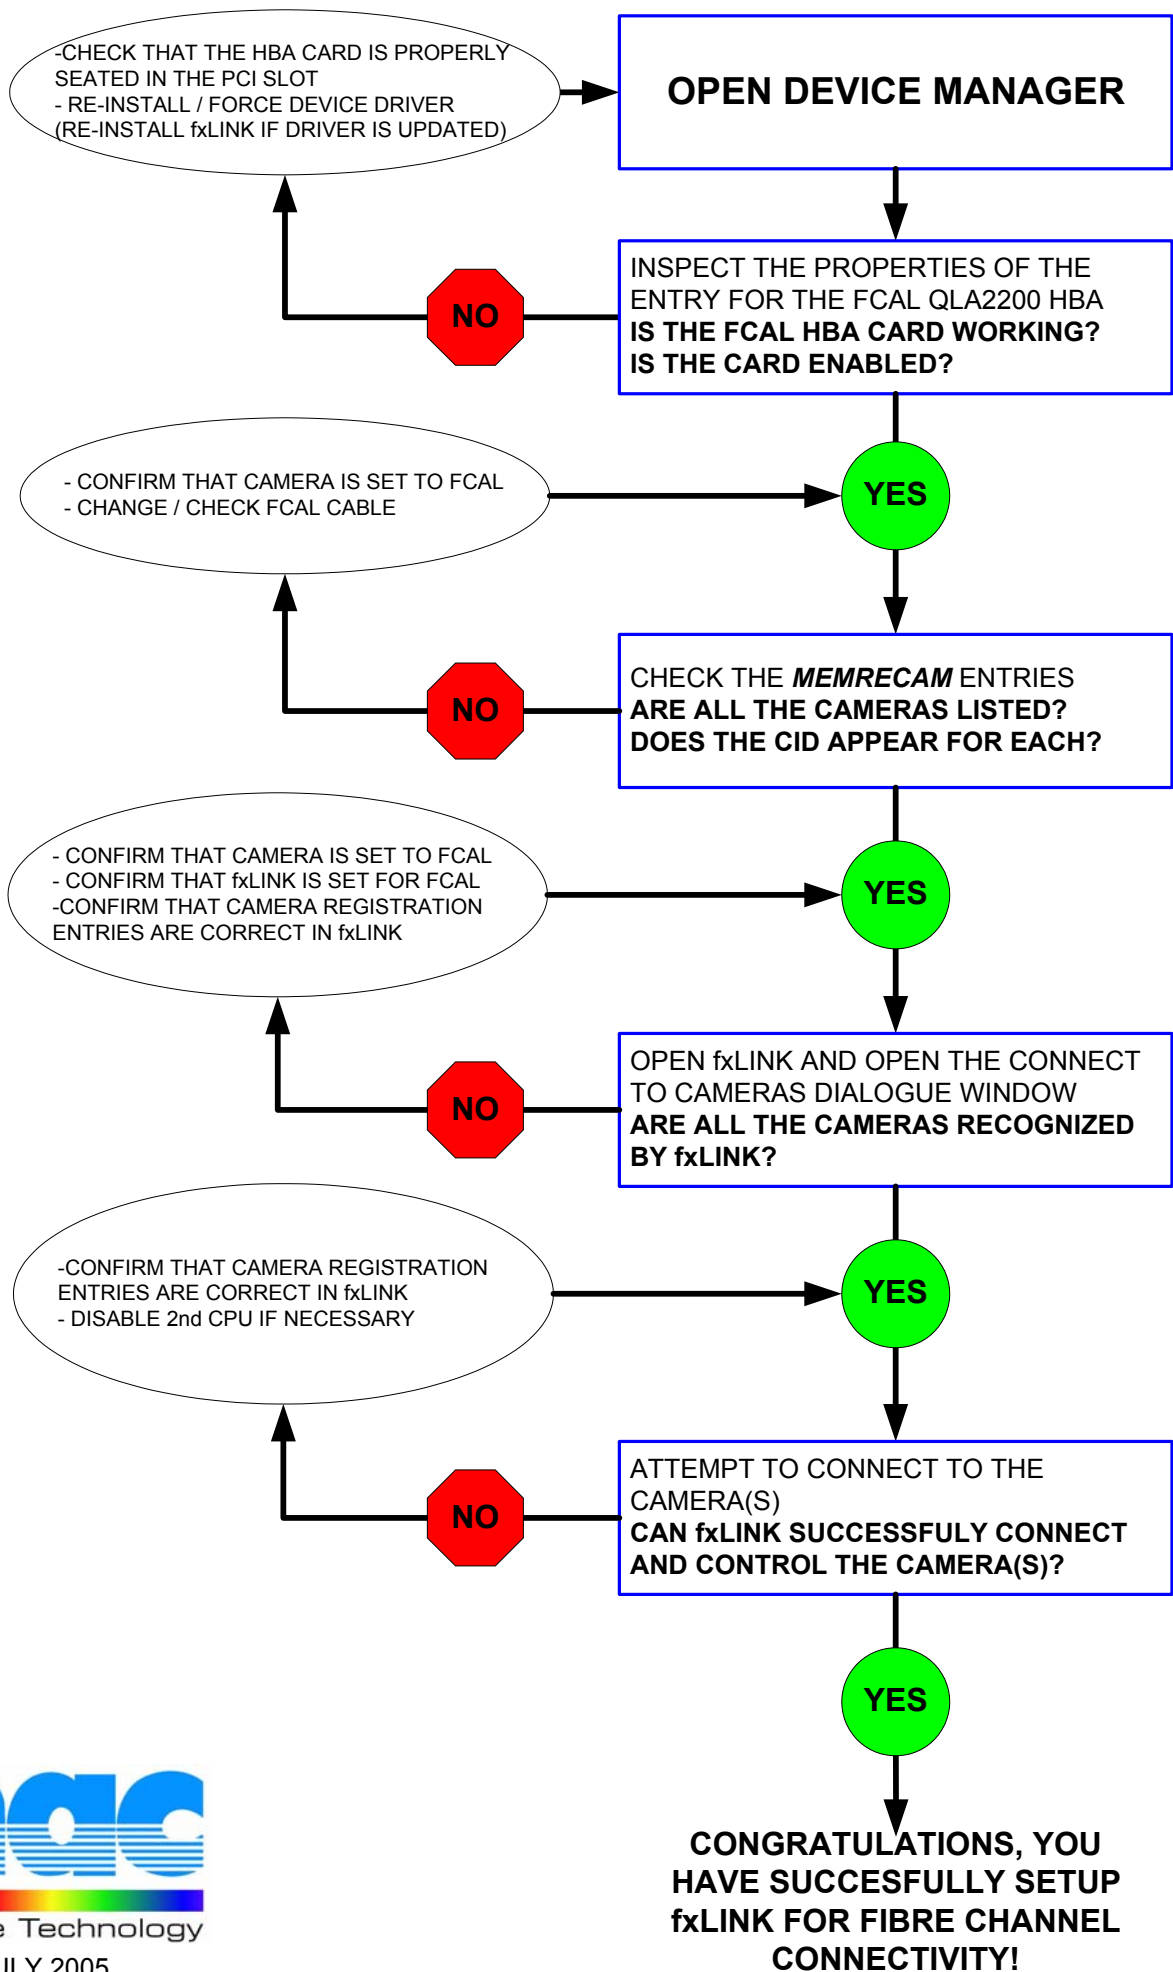 -CHECK THAT THE HBA CARD IS PROPERLY
SEATED IN THE PCI SLOT
- RE-INSTALL / FORCE DEVICE DRIVER
(RE-INSTALL fxLINK IF DRIVER IS UPDATED)
OPEN DEVICE MANAGER
INSPECT THE PROPERTIES OF THE
ENTRY FOR THE FCAL QLA2200 HBA
IS THE FCAL HBA CARD WORKING?
IS THE CARD ENABLED?
NO
YES
- CONFIRM THAT CAMERA IS SET TO FCAL
- CHANGE / CHECK FCAL CABLE
CHECK THE MEMRECAM ENTRIES
ARE ALL THE CAMERAS LISTED?
DOES THE CID APPEAR FOR EACH?
NO
YES
- CONFIRM THAT CAMERA IS SET TO FCAL
- CONFIRM THAT fxLINK IS SET FOR FCAL
-CONFIRM THAT CAMERA REGISTRATION
ENTRIES ARE CORRECT IN fxLINK
OPEN fxLINK AND OPEN THE CONNECT
TO CAMERAS DIALOGUE WINDOW
ARE ALL THE CAMERAS RECOGNIZED
BY fxLINK?
NO
YES
-CONFIRM THAT CAMERA REGISTRATION
ENTRIES ARE CORRECT IN fxLINK
- DISABLE 2nd CPU IF NECESSARY
ATTEMPT TO CONNECT TO THE
CAMERA(S)
CAN fxLINK SUCCESSFULY CONNECT
AND CONTROL THE CAMERA(S)?
NO
YES
CONGRATULATIONS, YOU
HAVE SUCCESFULLY SETUP
fxLINK FOR FIBRE CHANNEL
CONNECTIVITY!
nac
e Technology
ULY 2005